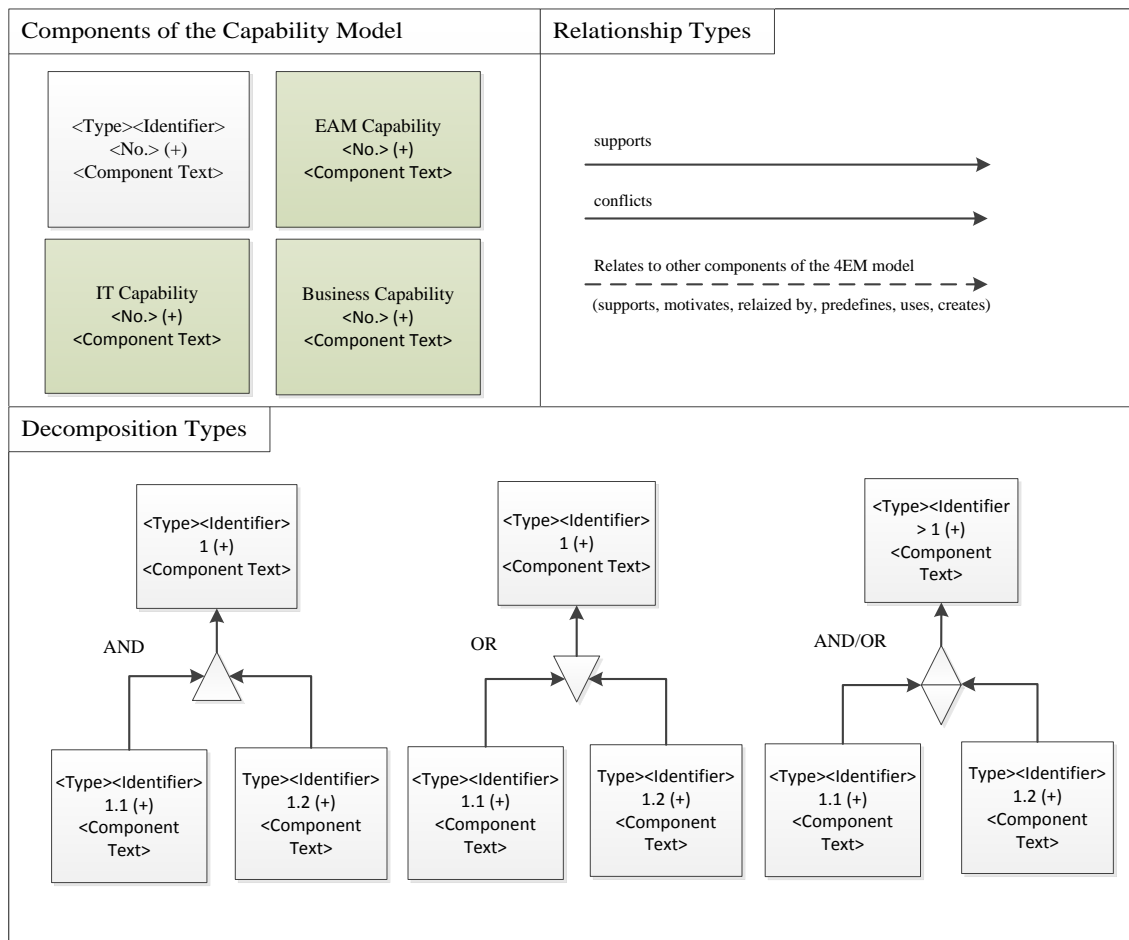 Components of the Capability Model
Relationship Types
<Type><Identifier>
<No.> (+)
<Component Text>
EAM Capability
<No.> (+)
<Component Text>
IT Capability
<No.> (+)
<Component Text>
Business Capability
<No.> (+)
<Component Text>
supports
conflicts
Relates to other components of the 4EM model
(supports, motivates, relaized by, predefines, uses, creates)
Decomposition Types
<Type><Identifier>
1 (+)
<Component Text>
AND
<Type><Identifier>
1.1 (+)
<Component
Text>
Type><Identifier>
1.2 (+)
<Component
Text>
<Type><Identifier>
1 (+)
<Component Text>
OR
<Type><Identifier>
1.1 (+)
<Component
Text>
Type><Identifier>
1.2 (+)
<Component
Text>
<Type><Identifier
> 1 (+)
<Component
Text>
AND/OR
<Type><Identifier>
1.1 (+)
<Component
Text>
Type><Identifier>
1.2 (+)
<Component
Text>